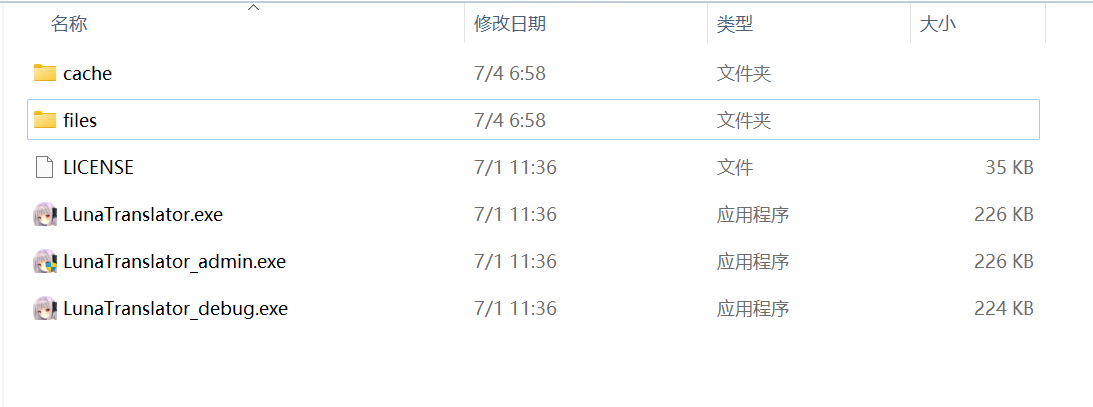 名称 修改日期 类型 大小
cache 7/4 6:58 文件夹
files 7/4 6:58 文件夹
LICENSE 7/1 11:36 文件 35 KB
LunaTranslator.exe 7/1 11:36 应用程序 226 KB
LunaTranslator_admin.exe 7/1 11:36 应用程序 226 KB
LunaTranslator_debug.exe 7/1 11:36 应用程序 224 KB